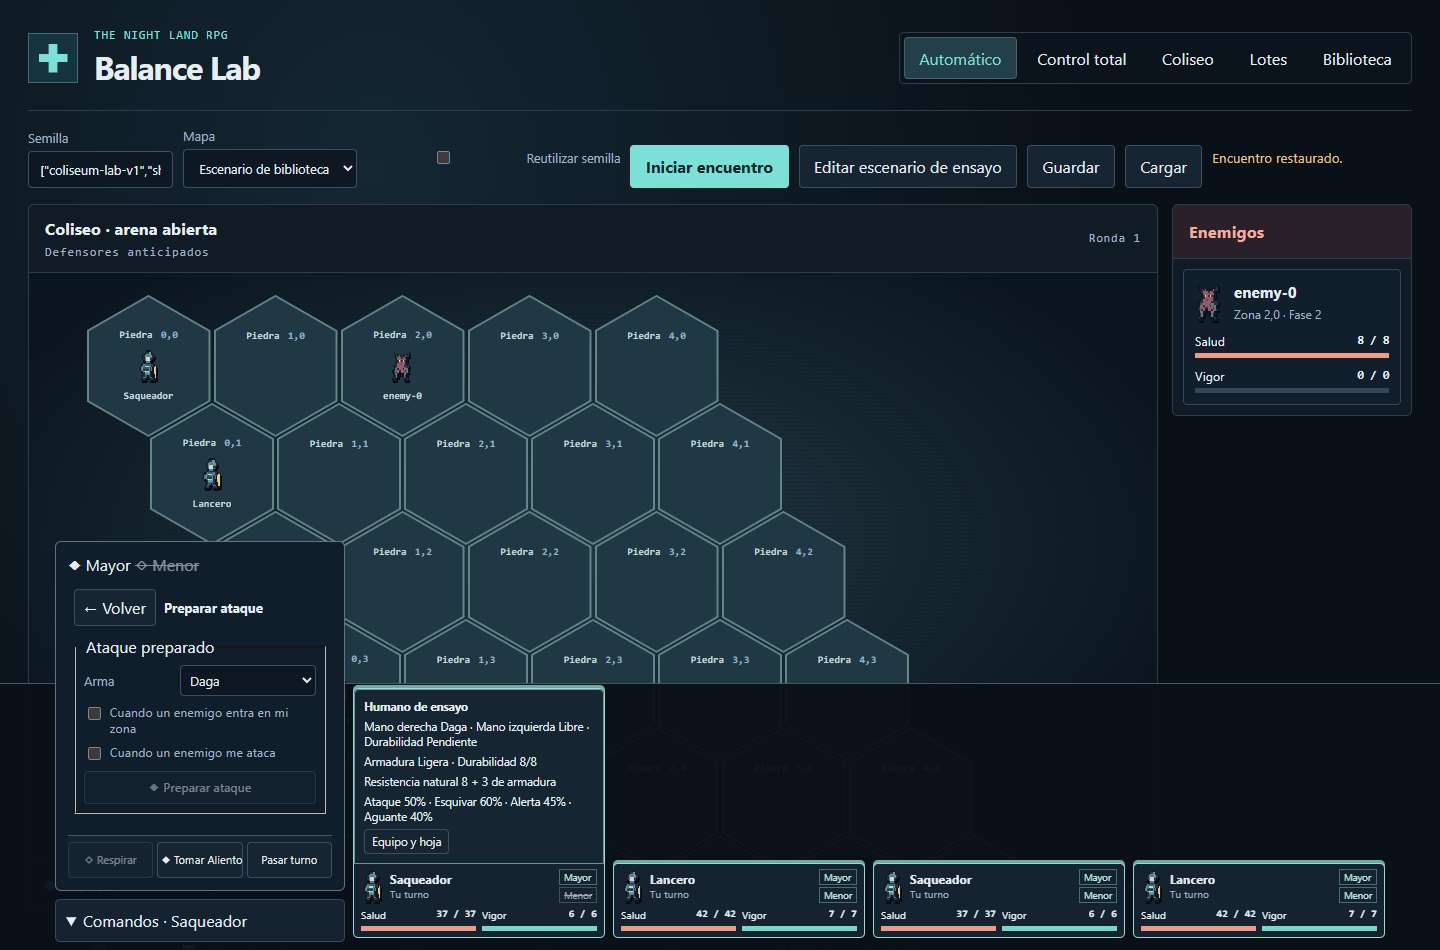 THE NIGHT LAND RPG
Balance Lab
Automático
Control total
Coliseo
Lotes
Biblioteca
Semilla
["coliseum-lab-v1","sl
Mapa
Escenario de biblioteca
Reutilizar semilla
Iniciar encuentro
Editar escenario de ensayo
Guardar
Cargar
Encuentro restaurado.
Coliseo · arena abierta
Defensores anticipados
Ronda 1
Enemigos
enemy-0
Zona 2,0 · Fase 2
Salud 8 / 8
Vigor 0 / 0
Piedra 0,0
Saqueador
Piedra 1,0
Piedra 2,0
enemy-0
Piedra 3,0
Piedra 4,0
Piedra 0,1
Lancero
Piedra 1,1
Piedra 2,1
Piedra 3,1
Piedra 4,1
Piedra 1,2
Piedra 2,2
Piedra 3,2
Piedra 4,2
0,3
Piedra 1,3
Piedra 2,3
Piedra 3,3
Piedra 4,3
◆ Mayor ◇ Menor
← Volver
Preparar ataque
Ataque preparado
Arma
Daga
Cuando un enemigo entra en mi
zona
Cuando un enemigo me ataca
◆ Preparar ataque
◇ Respirar
◆ Tomar Aliento
Pasar turno
▼ Comandos · Saqueador
Humano de ensayo
Mano derecha Daga · Mano izquierda Libre ·
Durabilidad Pendiente
Armadura Ligera · Durabilidad 8/8
Resistencia natural 8 + 3 de armadura
Ataque 50% · Esquivar 60% · Alerta 45% ·
Aguante 40%
Equipo y hoja
Saqueador
Tu turno
Mayor
Menor
Salud 37 / 37 Vigor 6 / 6
Lancero
Tu turno
Mayor
Menor
Salud 42 / 42 Vigor 7 / 7
Saqueador
Tu turno
Mayor
Menor
Salud 37 / 37 Vigor 6 / 6
Lancero
Tu turno
Mayor
Menor
Salud 42 / 42 Vigor 7 / 7